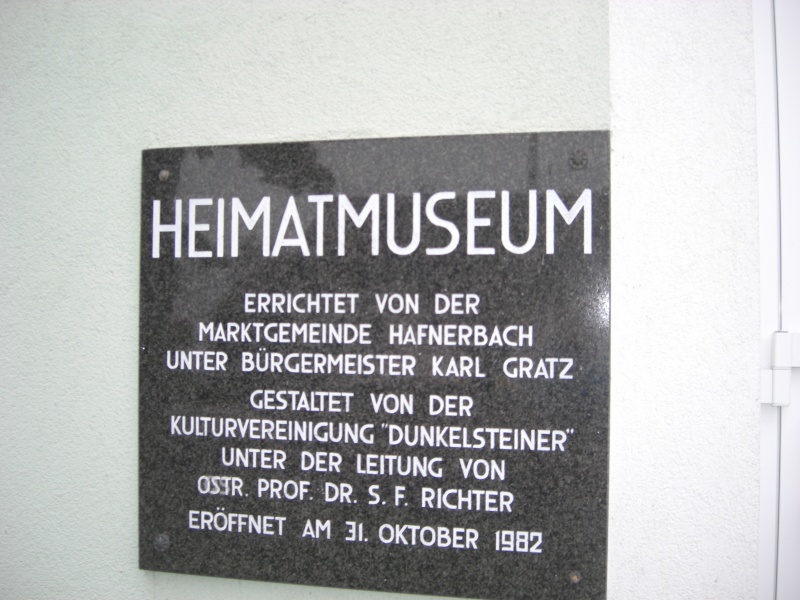 HEIMATMUSEUM
ERRICHTET VON DER
MARKTGEMEINDE HAFNERBACH
UNTER BÜRGERMEISTER KARL GRATZ
GESTALTET VON DER
KULTURVEREINIGUNG "DUNKELSTEINER"
UNTER DER LEITUNG VON
OSTR. PROF. DR. S. F. RICHTER
ERÖFFNET AM 31. OKTOBER 1982